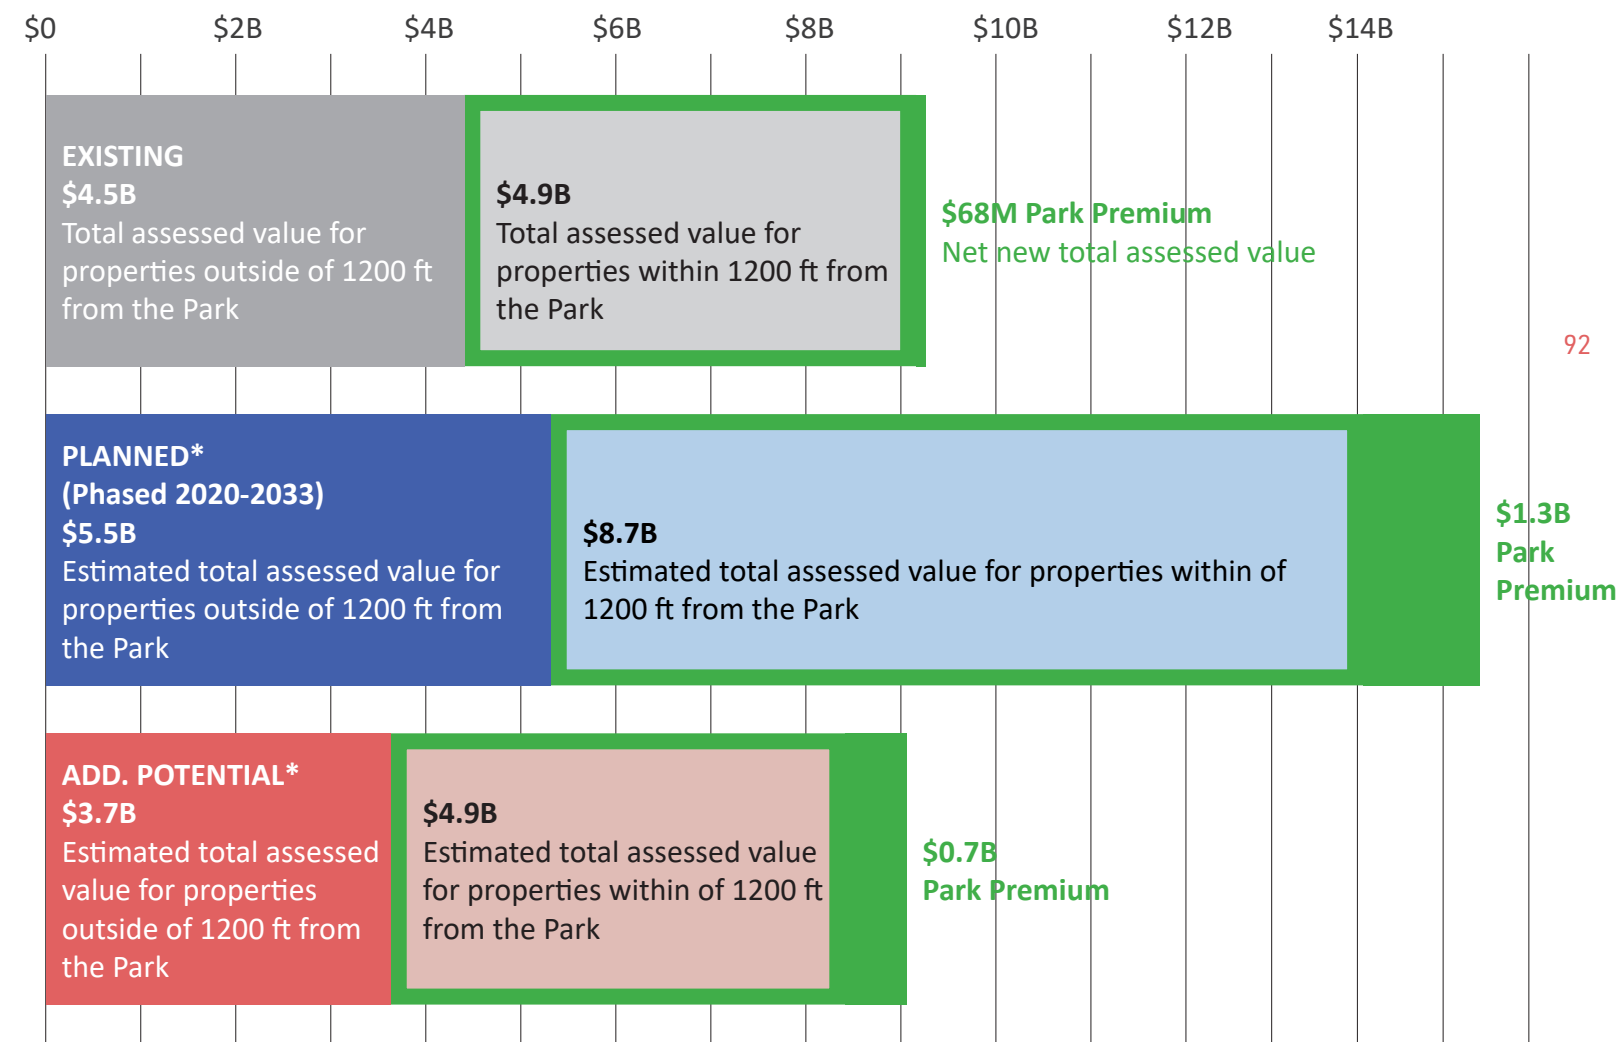 $0 $2B $4B $6B $8B $10B $12B $14B
EXISTING
$4.5B
Total assessed value for
properties outside of 1200 ft
from the Park
$4.9B
Total assessed value for
properties within 1200 ft from
the Park
$68M Park Premium
Net new total assessed value
92
PLANNED*
(Phased 2020-2033)
$5.5B
Estimated total assessed value for
properties outside of 1200 ft from
the Park
$8.7B
Estimated total assessed value for properties within of
1200 ft from the Park
$1.3B
Park
Premium
ADD. POTENTIAL*
$3.7B
Estimated total assessed
value for properties
outside of 1200 ft from
the Park
$4.9B
Estimated total assessed value
for properties within of 1200 ft
from the Park
$0.7B
Park Premium